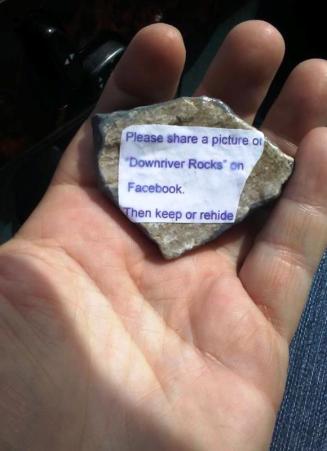 Please share a picture of
"Downriver Rocks" on
Facebook.
Then keep or rehide